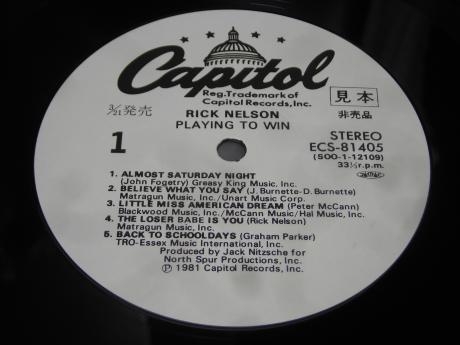 Capitol
Reg. Trademark of
Capitol Records, Inc.
3/21発売
RICK NELSON
PLAYING TO WIN
見本
非売品
1
STEREO
ECS-81405
(SOO-1-12109)
33⅓r.p.m.
1. ALMOST SATURDAY NIGHT
(John Fogetry) Greasy King Music, Inc.
2. BELIEVE WHAT YOU SAY (J. Burnette-D. Burnette)
Matragun Music, Inc./Unart Music Corp.
3. LITTLE MISS AMERICAN DREAM (Peter McCann)
Blackwood Music, Inc./McCann Music/Hal Music, Inc.
4. THE LOSER BABE IS YOU (Rick Nelson)
Matragun Music, Inc.
5. BACK TO SCHOOLDAYS (Graham Parker)
TRO-Essex Music International, Inc.
Produced by Jack Nitzsche for
North Spur Productions, Inc.
Ⓟ 1981 Capitol Records, Inc.